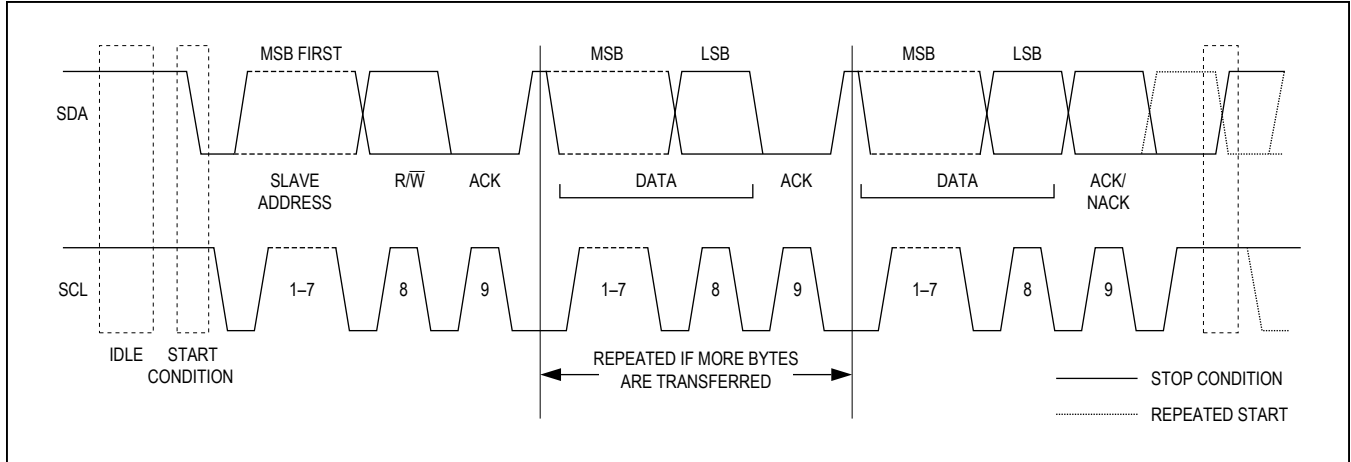 MSB FIRST
MSB
LSB
MSB
LSB
SDA
SLAVE
ADDRESS
R/W̅
ACK
DATA
ACK
DATA
ACK/
NACK
SCL
1–7
8
9
1–7
8
9
1–7
8
9
IDLE
START
CONDITION
REPEATED IF MORE BYTES
ARE TRANSFERRED
STOP CONDITION
REPEATED START